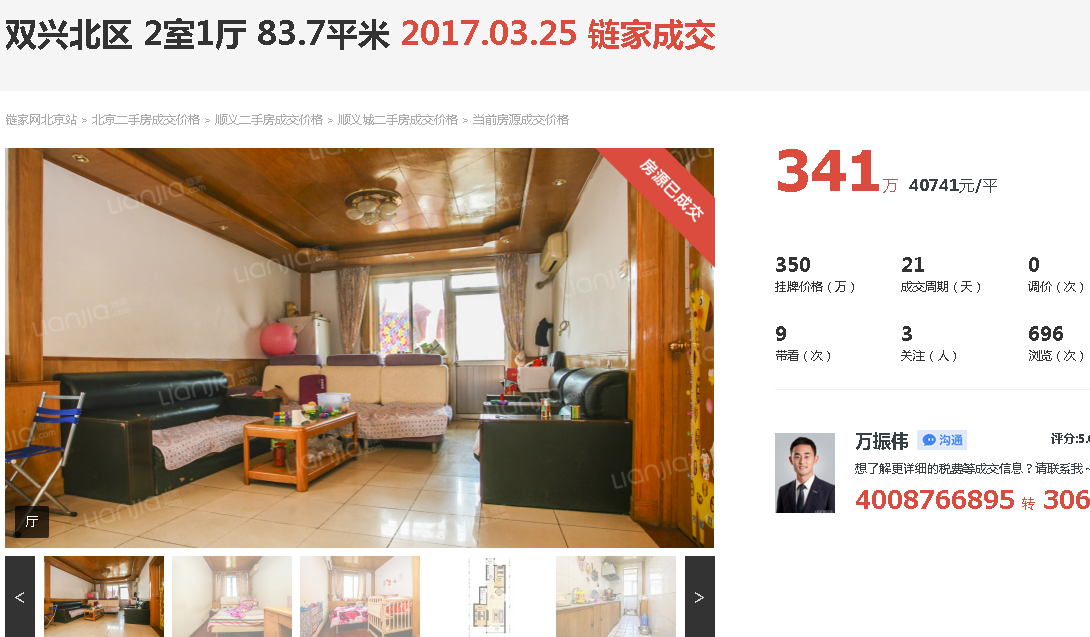 双兴北区 2室1厅 83.7平米 2017.03.25 链家成交
链家网北京站 > 北京二手房成交价格 > 顺义二手房成交价格 > 顺义城二手房成交价格 > 当前房源成交价格
房源已成交
341万 40741元/平
350 21 0
挂牌价格（万） 成交周期（天） 调价（次）
9 3 696
带看（次） 关注（人） 浏览（次）
万振伟 沟通 评分:5.0
想了解更详细的税费等成交信息？请联系我~
4008766895 转 306
Lianjia.com
厅
< >